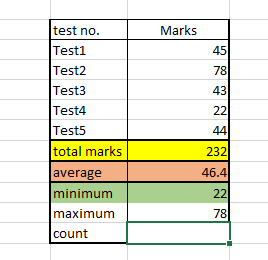 test no. Marks
Test1 45
Test2 78
Test3 43
Test4 22
Test5 44
total marks 232
average 46.4
minimum 22
maximum 78
count